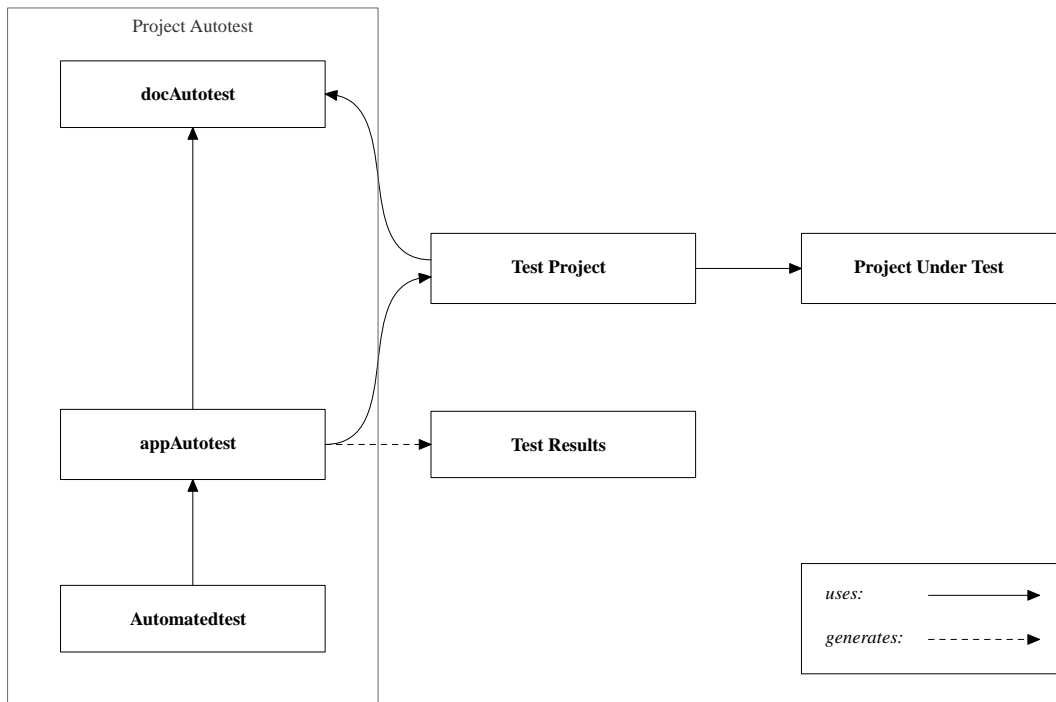 Project Autotest
docAutotest
Test Project
Project Under Test
appAutotest
Test Results
Automatedtest
uses:
generates: